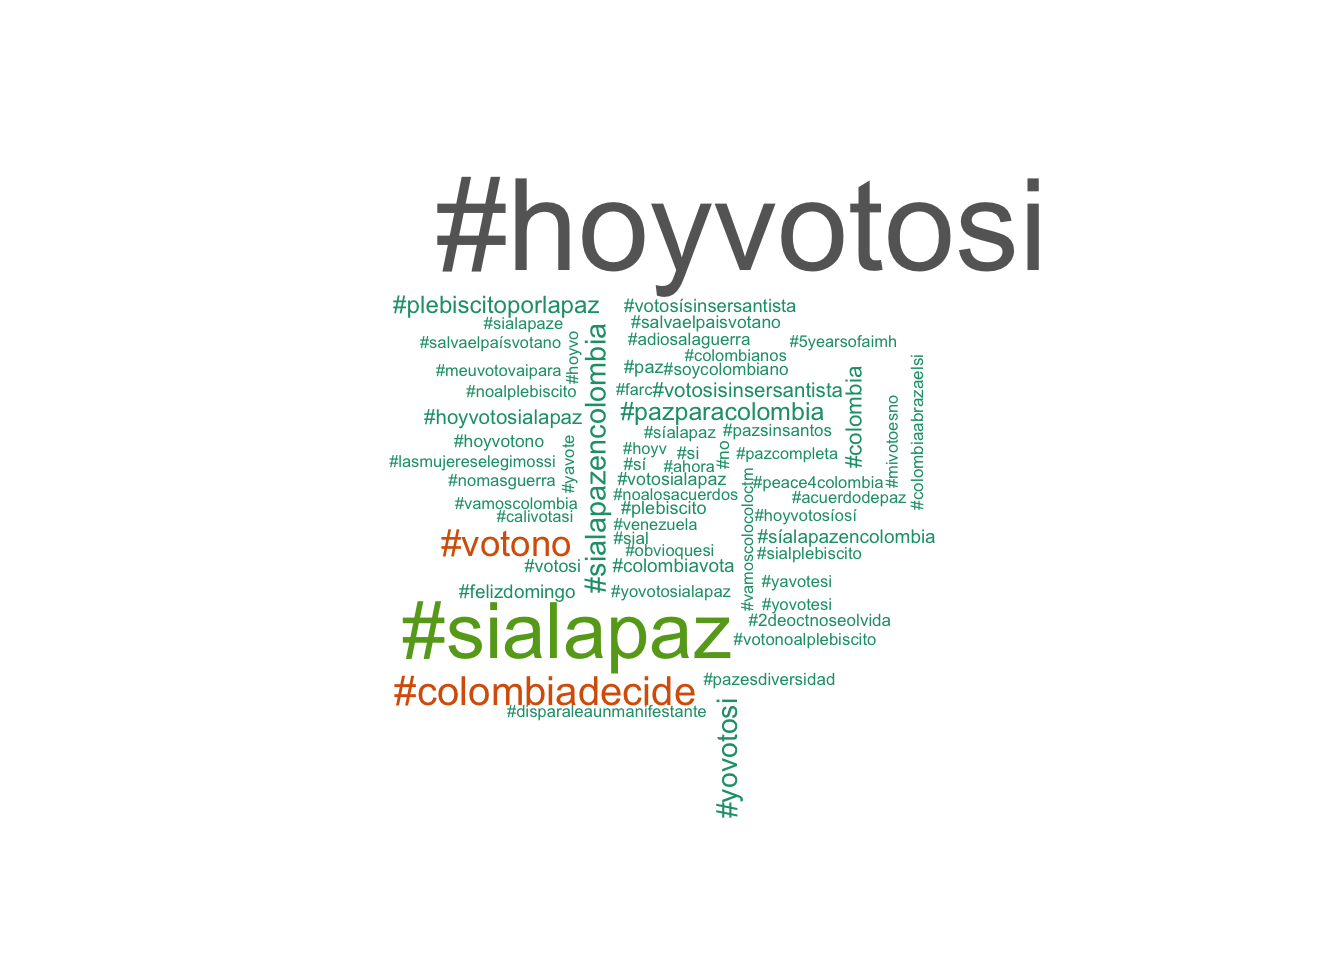 #hoyvotosi
#plebiscitoporlapaz
#votosísinsersantista
#sialapaze
#salvaelpaisvotano
#salvaelpaísvotano
#hoyvo
#sialapazencolombia
#adiosalaguerra
#5yearsofaimh
#colombianos
#meuvotovaipara
#paz
#soycolombiano
#noalplebiscito
#farc
#votosisinsersantista
#colombia
#colombiaabrazaelsi
#hoyvotosialapaz
#pazparacolombia
#mivotoesno
#síalapaz
#pazsinsantos
#hoyvotono
#yavote
#hoyv
#si
#no
#pazcompleta
#lasmujereselegimossi
#sí
#ahora
#nomasguerra
#votosialapaz
#peace4colombia
#vamoscolombia
#noalosacuerdos
#acuerdodepaz
#calivotasi
#plebiscito
#vamoscolocoloctm
#hoyvotosíosí
#venezuela
#votono
#sial
#síalapazencolombia
#obvioquesi
#sialplebiscito
#votosi
#colombiavota
#yavotesi
#felizdomingo
#yovotosialapaz
#yovotesi
#sialapaz
#2deoctnoseolvida
#votonoalplebiscito
#colombiadecide
#pazesdiversidad
#disparaleaunmanifestante
#yovotosi